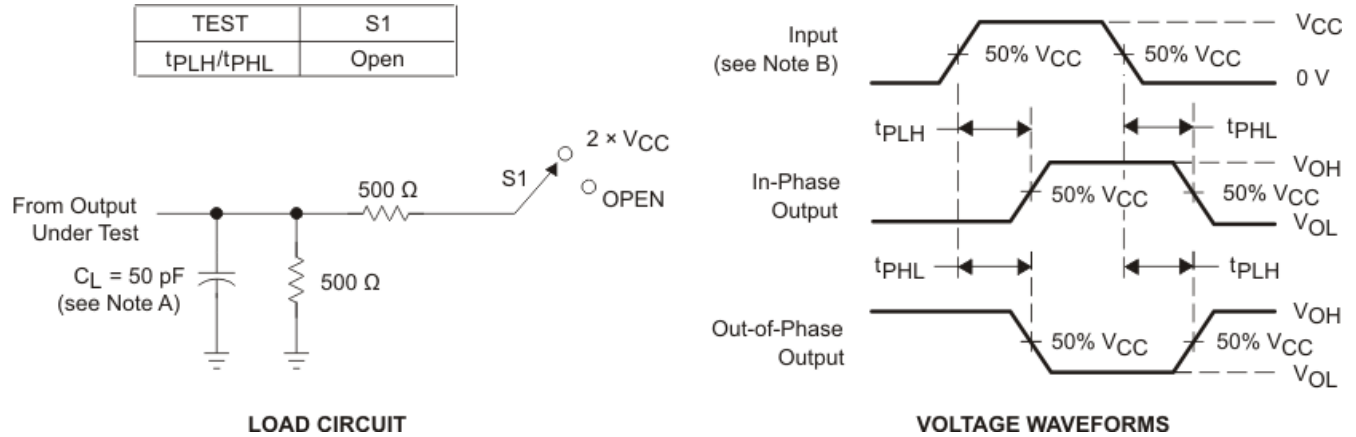 TEST S1
tPLH/tPHL Open
From Output
Under Test
CL = 50 pF
(see Note A)
500 Ω
500 Ω
S1
2 × VCC
OPEN
LOAD CIRCUIT
Input
(see Note B)
50% VCC
50% VCC
VCC
0 V
tPLH
tPHL
In-Phase
Output
50% VCC
50% VCC
VOH
VOL
tPHL
tPLH
Out-of-Phase
Output
50% VCC
50% VCC
VOH
VOL
VOLTAGE WAVEFORMS